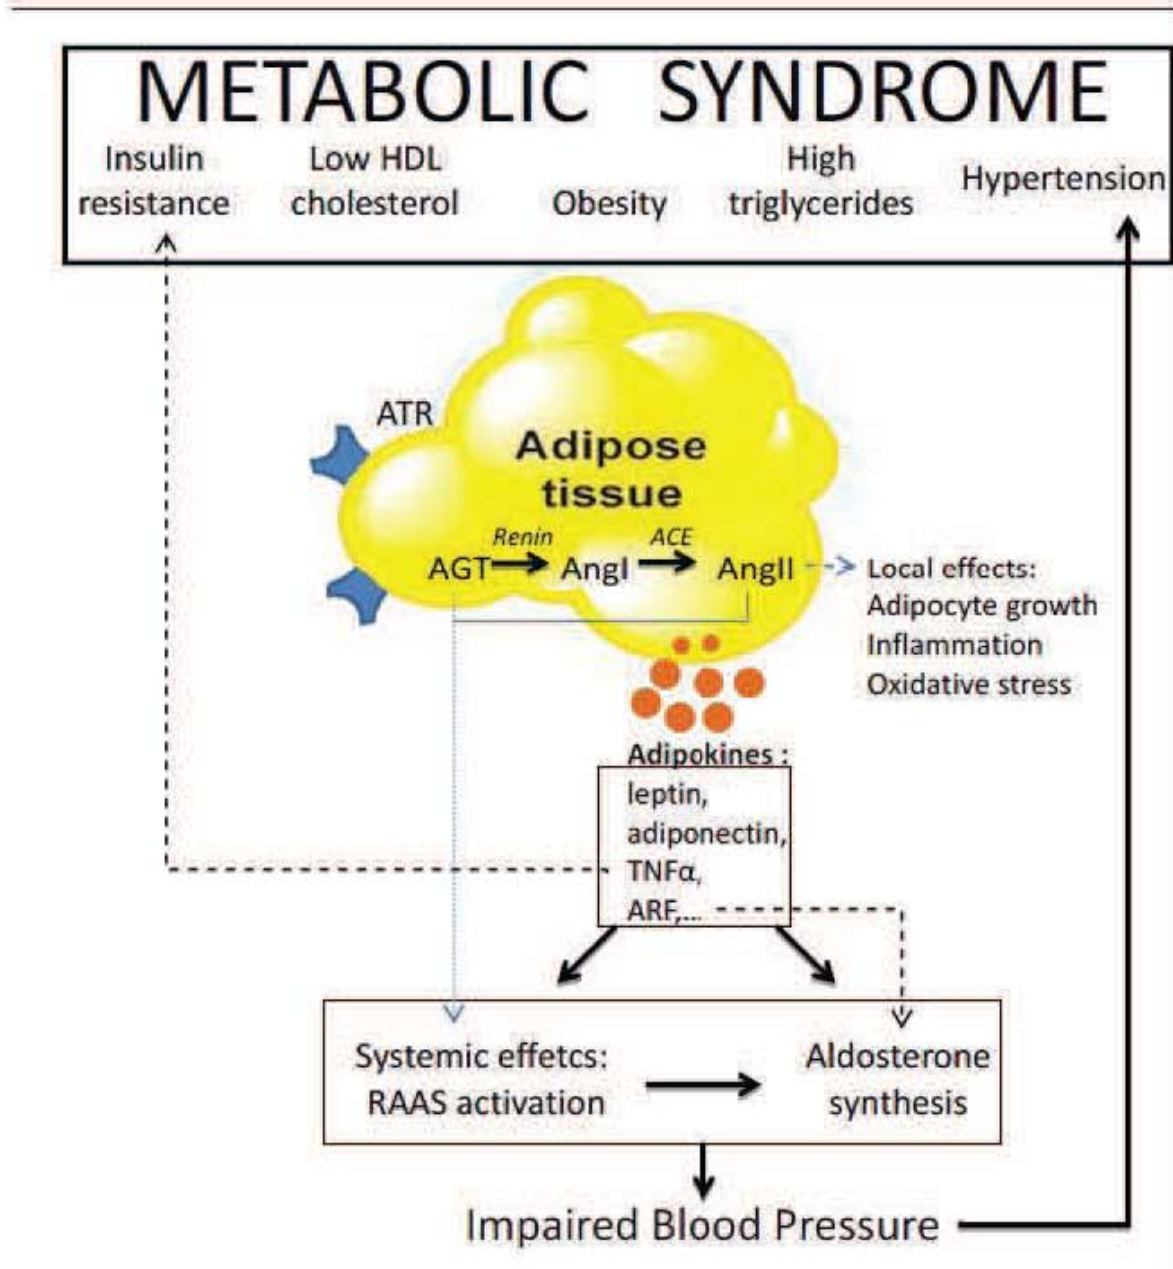 METABOLIC SYNDROME
Insulin
resistance
Low HDL
cholesterol
Obesity
High
triglycerides
Hypertension
ATR
Adipose
tissue
Renin
ACE
AGT AngI AngII
Local effects:
Adipocyte growth
Inflammation
Oxidative stress
Adipokines :
leptin,
adiponectin,
TNFα,
ARF,...
Systemic effetcs:
RAAS activation
Aldosterone
synthesis
Impaired Blood Pressure